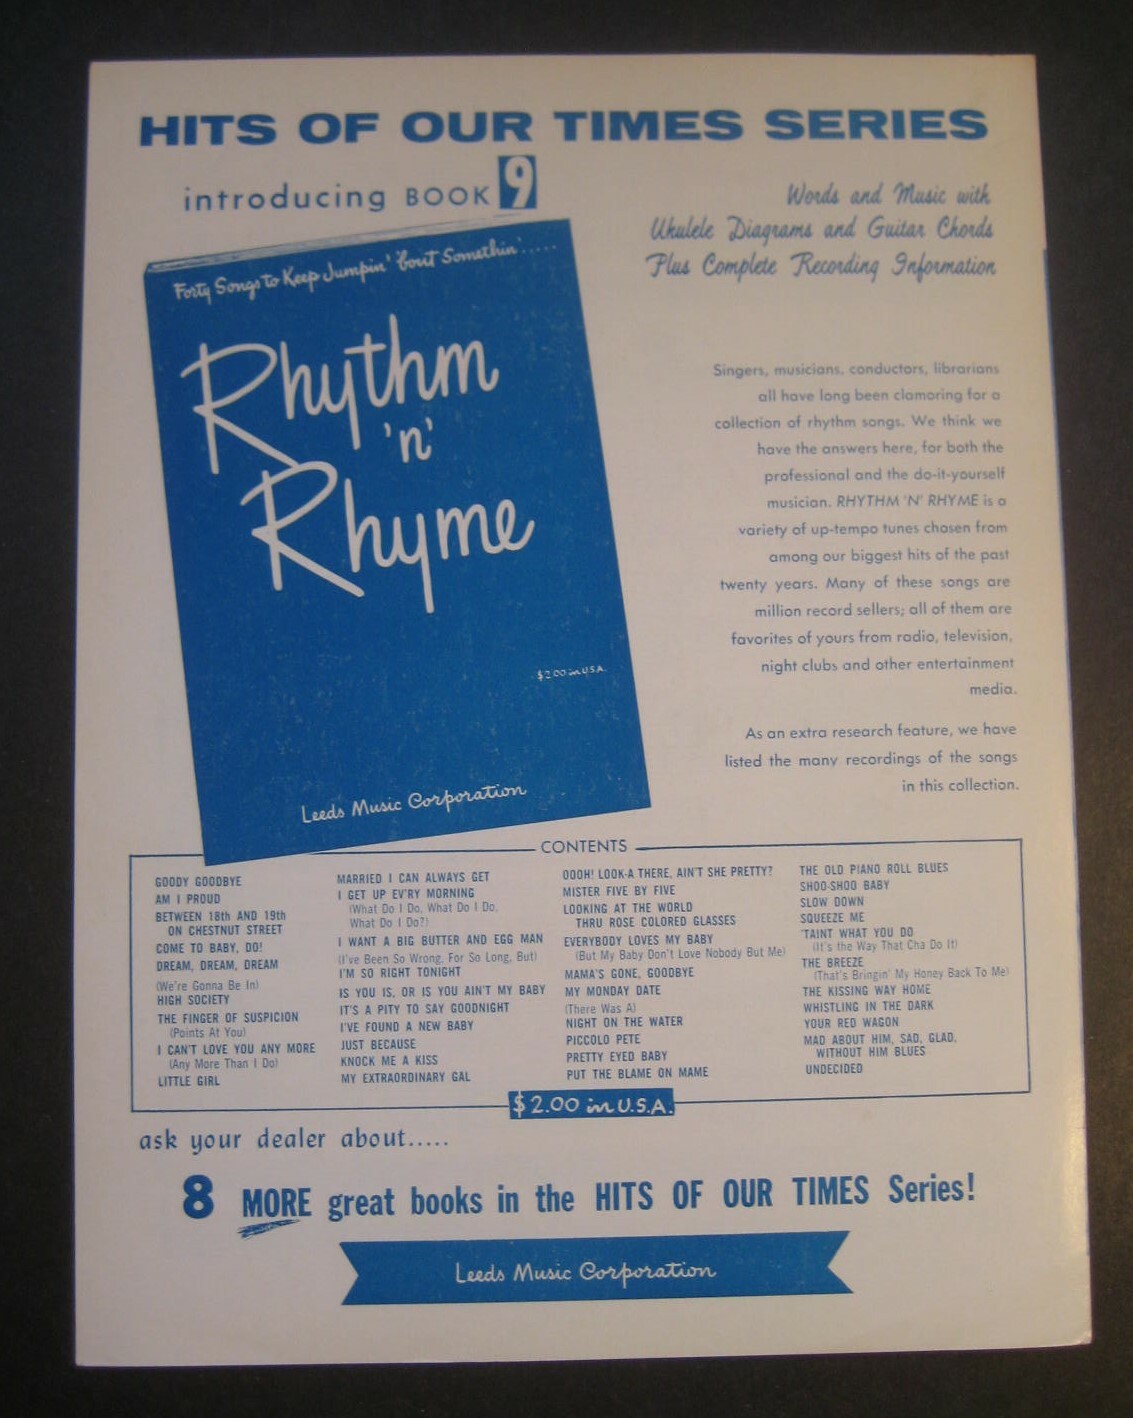 HITS OF OUR TIMES SERIES
introducing BOOK 9
Words and Music with
Ukulele Diagrams and Guitar Chords
Plus Complete Recording Information
Forty Songs to Keep Jumpin' 'bout Somethin'.....
Rhythm
'n'
Rhyme
$2.00 in U.S.A.
Leeds Music Corporation
Singers, musicians, conductors, librarians
all have long been clamoring for a
collection of rhythm songs. We think we
have the answers here, for both the
professional and the do-it-yourself
musician. RHYTHM 'N' RHYME is a
variety of up-tempo tunes chosen from
among our biggest hits of the past
twenty years. Many of these songs are
million record sellers; all of them are
favorites of yours from radio, television,
night clubs and other entertainment
media.
As an extra research feature, we have
listed the many recordings of the songs
in this collection.
CONTENTS
GOODY GOODBYE
AM I PROUD
BETWEEN 18th AND 19th
ON CHESTNUT STREET
COME TO BABY, DO!
DREAM, DREAM, DREAM
(We're Gonna Be In)
HIGH SOCIETY
THE FINGER OF SUSPICION
(Points At You)
I CAN'T LOVE YOU ANY MORE
(Any More Than I Do)
LITTLE GIRL
MARRIED I CAN ALWAYS GET
I GET UP EV'RY MORNING
(What Do I Do, What Do I Do,
What Do I Do?)
I WANT A BIG BUTTER AND EGG MAN
(I've Been So Wrong, For So Long, But)
I'M SO RIGHT TONIGHT
IS YOU IS, OR IS YOU AIN'T MY BABY
IT'S A PITY TO SAY GOODNIGHT
I'VE FOUND A NEW BABY
JUST BECAUSE
KNOCK ME A KISS
MY EXTRAORDINARY GAL
OOOH! LOOK-A THERE, AIN'T SHE PRETTY?
MISTER FIVE BY FIVE
LOOKING AT THE WORLD
THRU ROSE COLORED GLASSES
EVERYBODY LOVES MY BABY
(But My Baby Don't Love Nobody But Me)
MAMA'S GONE, GOODBYE
MY MONDAY DATE
(There Was A)
NIGHT ON THE WATER
PICCOLO PETE
PRETTY EYED BABY
PUT THE BLAME ON MAME
THE OLD PIANO ROLL BLUES
SHOO-SHOO BABY
SLOW DOWN
SQUEEZE ME
'TAINT WHAT YOU DO
(It's the Way That Cha Do It)
THE BREEZE
(That's Bringin' My Honey Back To Me)
THE KISSING WAY HOME
WHISTLING IN THE DARK
YOUR RED WAGON
MAD ABOUT HIM, SAD, GLAD,
WITHOUT HIM BLUES
UNDECIDED
$2.00 in U.S.A.
ask your dealer about.....
8 MORE great books in the HITS OF OUR TIMES Series!
Leeds Music Corporation